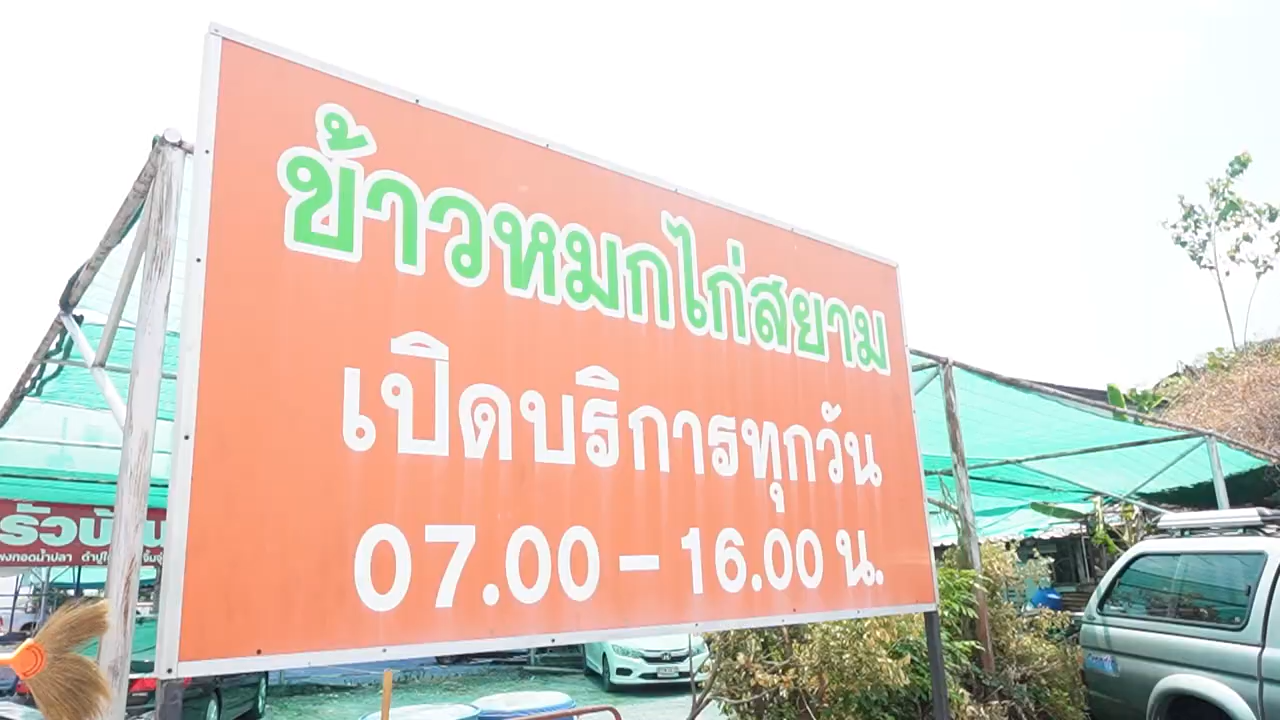 ข้าวหมกไก่สยาม
เปิดบริการทุกวัน
07.00 - 16.00 น.